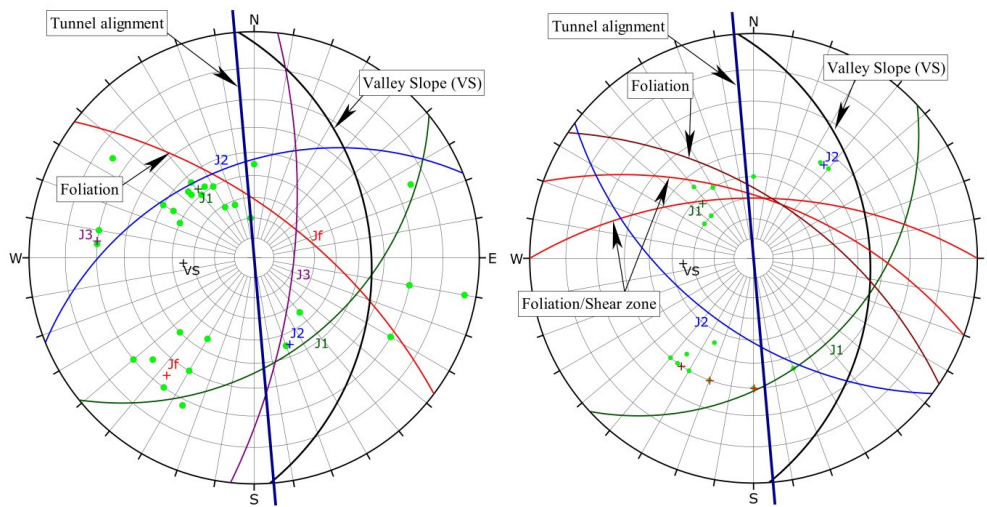 Tunnel alignment
N
Valley Slope (VS)
J2
Foliation
J1
Jf
J3
W
VS
E
J3
J2
J1
Jf
S
Tunnel alignment
N
Valley Slope (VS)
Foliation
J2
J1
W
VS
Foliation/Shear zone
J2
J1
S